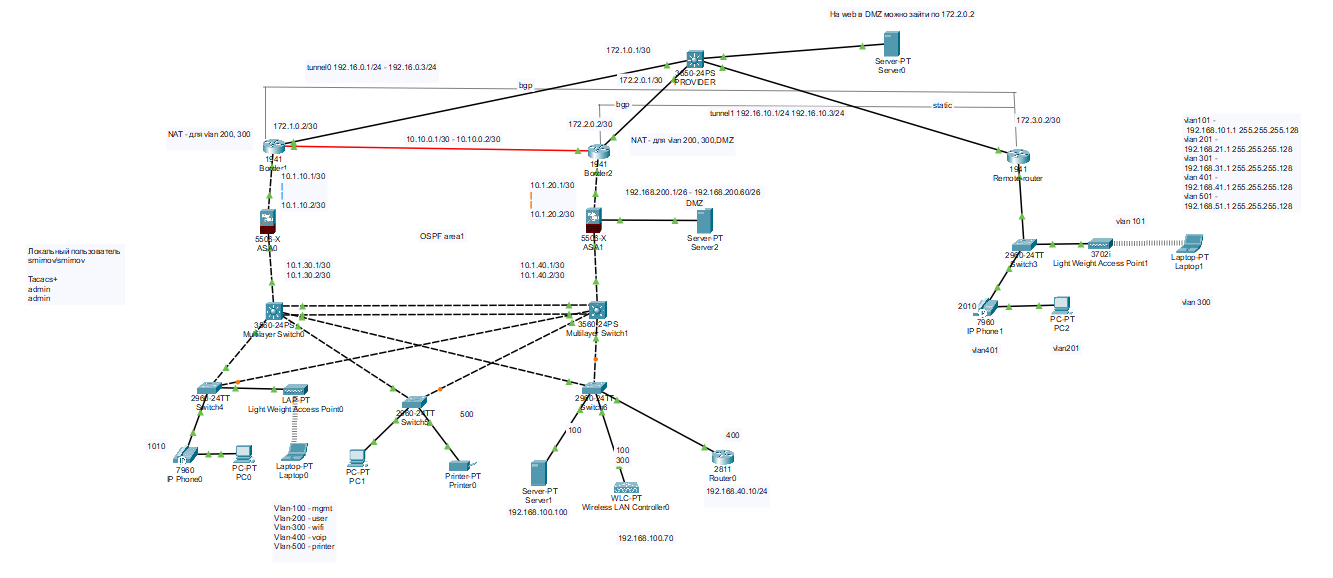 На web в DMZ можно зайти по 172.2.0.2
172.1.0.1/30
Server-PT
Server0
tunnel0 192.16.0.1/24 - 192.16.0.3/24
3650-24PS
PROVIDER
172.2.0.1/30
bgp
bgp
static
tunnel1 192.16.10.1/24 192.16.10.3/24
NAT - для vlan 200, 300
172.1.0.2/30
10.10.0.1/30 - 10.10.0.2/30
172.2.0.2/30
NAT - для vlan 200, 300,DMZ
172.3.0.2/30
vlan101 -
192.168.10.1.1 255.255.255.128
vlan 201 -
192.168.21.1 255.255.255.128
vlan 301 -
192.168.31.1 255.255.255.128
vlan 401 -
192.168.41.1 255.255.255.128
vlan 501 -
192.168.51.1 255.255.255.128
1941
Border1
1941
Border2
1941
Remote-router
10.1.10.1/30
10.1.10.2/30
10.1.20.1/30
10.1.20.2/30
192.168.200.1/26 - 192.168.200.60/26
DMZ
5506-X
ASA0
OSPF area1
5506-X
ASA1
Server-PT
Server2
vlan 101
2960-24TT
Switch3
3702i
Light Weight Access Point1
Laptop-PT
Laptop1
Локальный пользователь
smirnov/smirnov
Tacacs+
admin
admin
10.1.30.1/30
10.1.30.2/30
10.1.40.1/30
10.1.40.2/30
2010
7960
IP Phone1
PC-PT
PC2
vlan 300
vlan401
vlan201
3560-24PS
Multilayer Switch0
3560-24PS
Multilayer Switch1
2960-24TT
Switch4
LAP-PT
Light Weight Access Point0
2960-24TT
Switch5
500
2960-24TT
Switch6
100
100
300
400
1010
7960
IP Phone0
PC-PT
PC0
Laptop-PT
Laptop0
PC-PT
PC1
Printer-PT
Printer0
Server-PT
Server1
192.168.100.100
WLC-PT
Wireless LAN Controller0
192.168.100.70
2811
Router0
192.168.40.10/24
Vlan-100 - mgmt
Vlan-200 - user
Vlan-300 - wifi
Vlan-400 - voip
Vlan-500 - printer